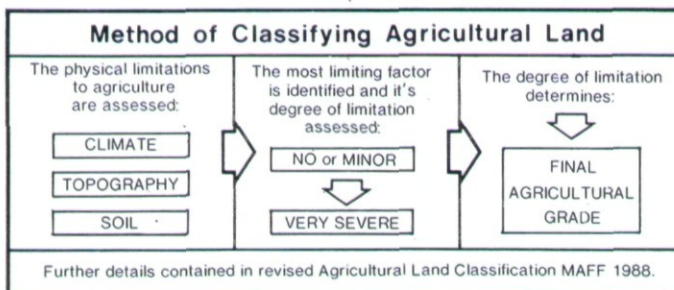 Method of Classifying Agricultural Land
The physical limitations
to agriculture
are assessed:
CLIMATE
TOPOGRAPHY
SOIL
The most limiting factor
is identified and it's
degree of limitation
assessed:
NO or MINOR
VERY SEVERE
The degree of limitation
determines:
FINAL
AGRICULTURAL
GRADE
Further details contained in revised Agricultural Land Classification MAFF 1988.